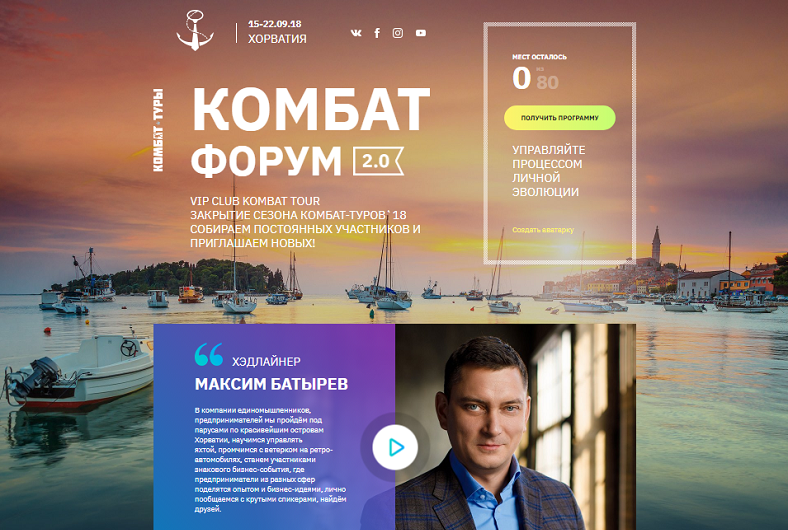 15-22.09.18
ХОРВАТИЯ
МЕСТ ОСТАЛОСЬ
0
80
ПОЛУЧИТЬ ПРОГРАММУ
УПРАВЛЯЙТЕ
ПРОЦЕССОМ
ЛИЧНОЙ
ЭВОЛЮЦИИ
Создать аватарку
КОМБАТ-ТУРЫ
КОМБАТ
ФОРУМ 2.0
VIP CLUB KOMBAT TOUR
ЗАКРЫТИЕ СЕЗОНА КОМБАТ-ТУРОВ`18
СОБИРАЕМ ПОСТОЯННЫХ УЧАСТНИКОВ И
ПРИГЛАШАЕМ НОВЫХ!
ХЭДЛАЙНЕР
МАКСИМ БАТЫРЕВ
В компании единомышленников,
предпринимателей мы пройдём под
парусами по красивейшим островам
Хорватии, научимся управлять
яхтой, промчимся с ветерком на ретро-
автомобилях, станем участниками
знакового бизнес-события, где
предприниматели из разных сфер
поделятся опытом и бизнес-идеями, лично
пообщаемся с крутыми спикерами, найдём
друзей.